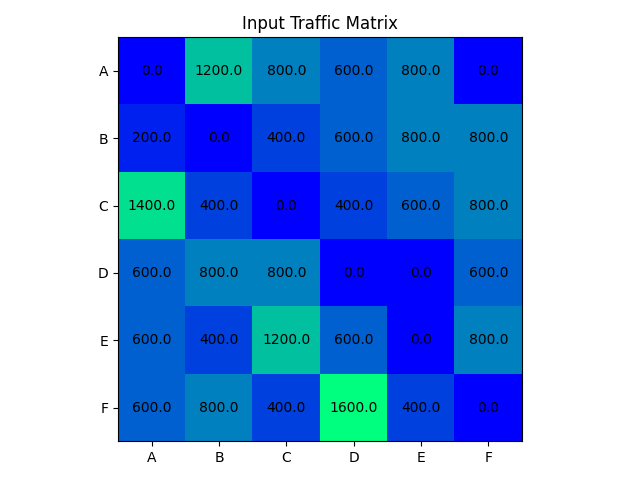 Input Traffic Matrix
A 0.0 1200.0 800.0 600.0 800.0 0.0
B 200.0 0.0 400.0 600.0 800.0 800.0
C 1400.0 400.0 0.0 400.0 600.0 800.0
D 600.0 800.0 800.0 0.0 0.0 600.0
E 600.0 400.0 1200.0 600.0 0.0 800.0
F 600.0 800.0 400.0 1600.0 400.0 0.0
A B C D E F